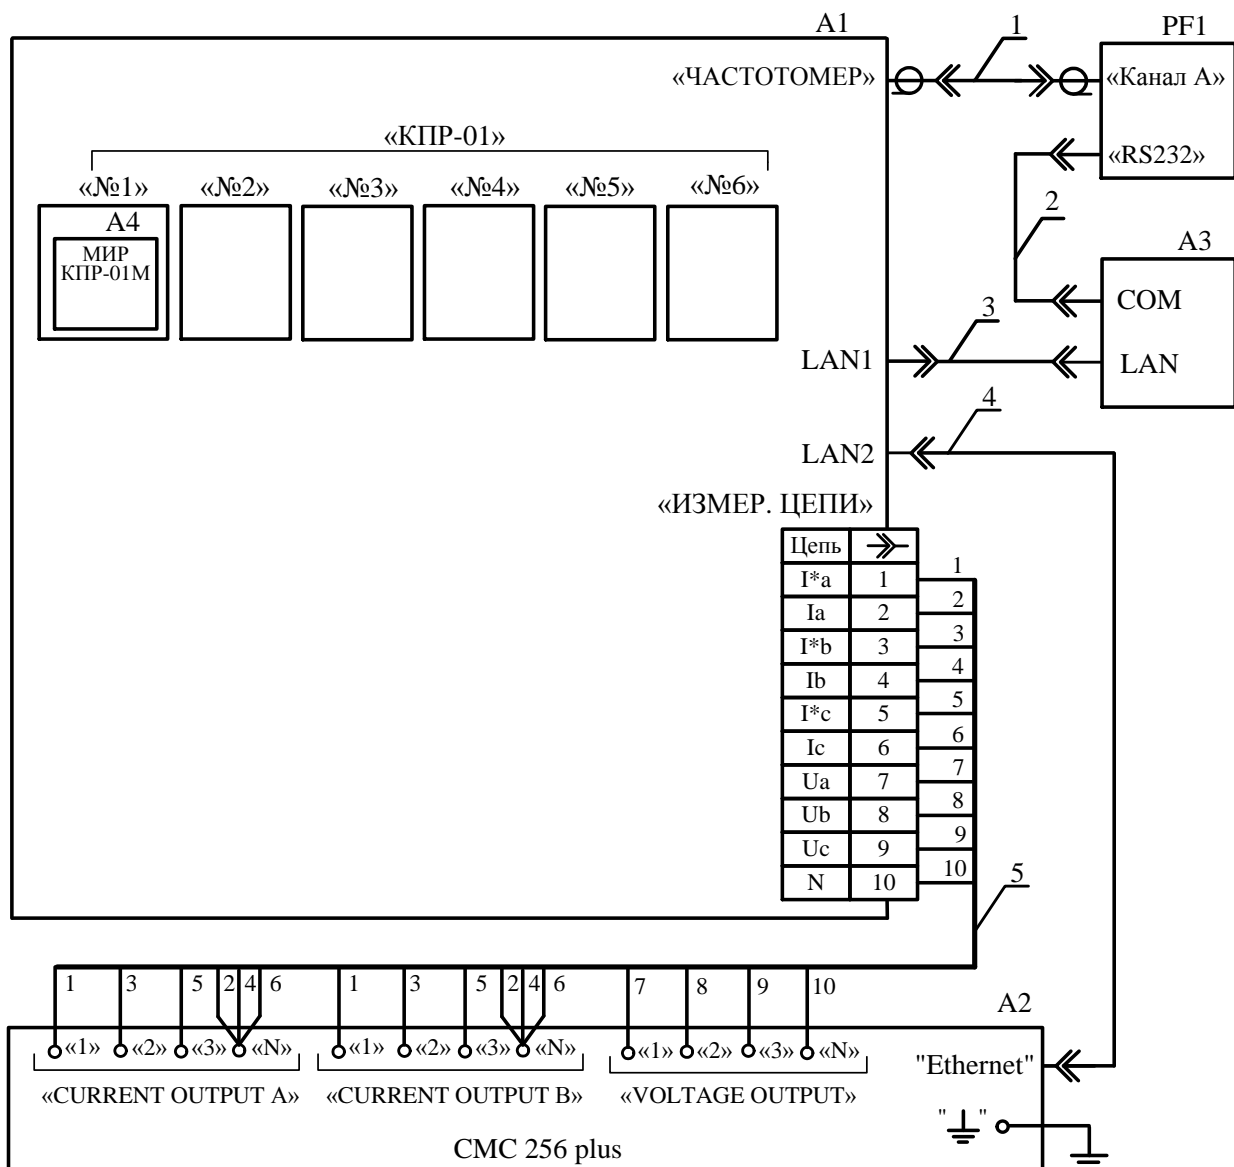 A1
1
PF1
«ЧАСТОТОМЕР»
«Канал А»
«КПР-01»
«RS232»
«№1» «№2» «№3» «№4» «№5» «№6»
2
A4
A3
МИР
КПР-01М
COM
3
LAN1
LAN
4
LAN2
«ИЗМЕР. ЦЕПИ»
Цепь
I*a 1 1
Ia 2 2
I*b 3 3
Ib 4 4
I*c 5 5
Ic 6 6
Ua 7 7
Ub 8 8
Uc 9 9
N 10 10
5
1 3 5 2 4 6 1 3 5 2 4 6 7 8 9 10
A2
«1» «2» «3» «N» «1» «2» «3» «N» «1» «2» «3» «N»
"Ethernet"
«CURRENT OUTPUT A» «CURRENT OUTPUT B» «VOLTAGE OUTPUT»
" "
CMC 256 plus